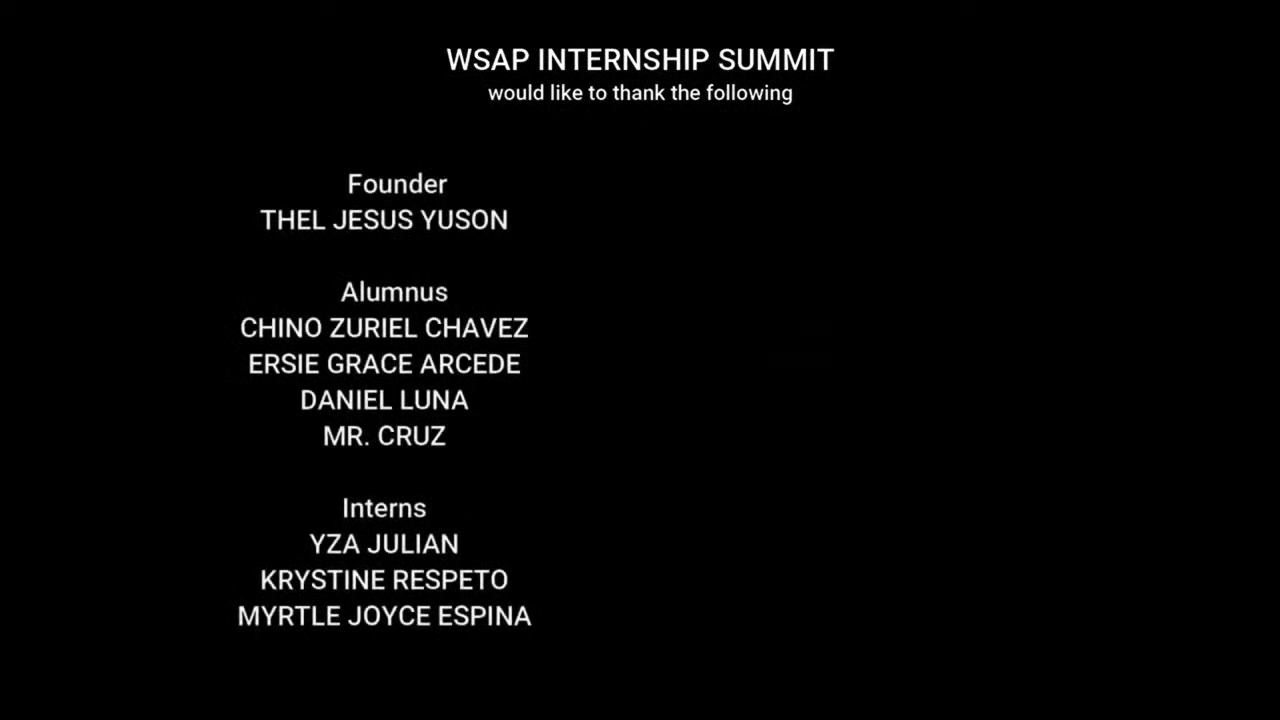 WSAP INTERNSHIP SUMMIT
would like to thank the following
Founder
THEL JESUS YUSON
Alumnus
CHINO ZURIEL CHAVEZ
ERSIE GRACE ARCEDE
DANIEL LUNA
MR. CRUZ
Interns
YZA JULIAN
KRYSTINE RESPETO
MYRTLE JOYCE ESPINA